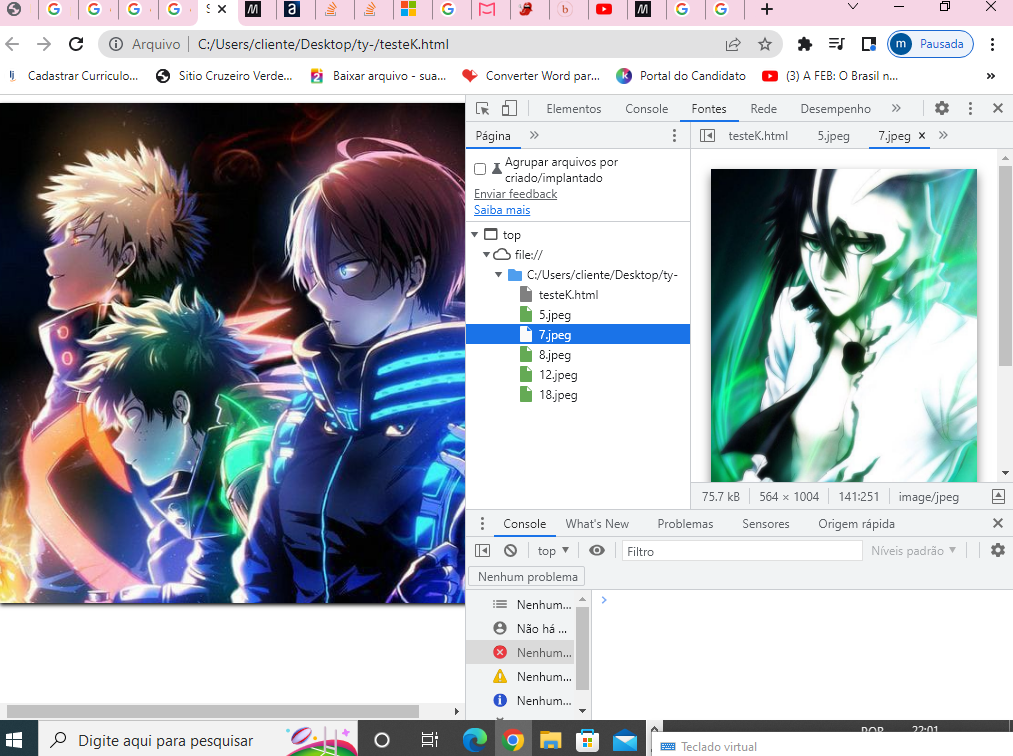 S
Arquivo
C:/Users/cliente/Desktop/ty-/testeK.html
m Pausada
Cadastrar Curriculo...
Sitio Cruzeiro Verde...
Baixar arquivo - sua...
Converter Word par...
Portal do Candidato
(3) A FEB: O Brasil n...
»
Elementos Console Fontes Rede Desempenho »
Página »
testeK.html 5.jpeg 7.jpeg × »
Agrupar arquivos por
criado/implantado
Enviar feedback
Saiba mais
top
file://
C:/Users/cliente/Desktop/ty-
testeK.html
5.jpeg
7.jpeg
8.jpeg
12.jpeg
18.jpeg
75.7 kB 564 × 1004 141:251 image/jpeg
Console What's New Problemas Sensores Origem rápida
top ▼ Filtro Níveis padrão ▼
Nenhum problema
Nenhum...
Não há ...
Nenhum...
Nenhum...
Nenhum...
Digite aqui para pesquisar
POR 22:01
Teclado virtual